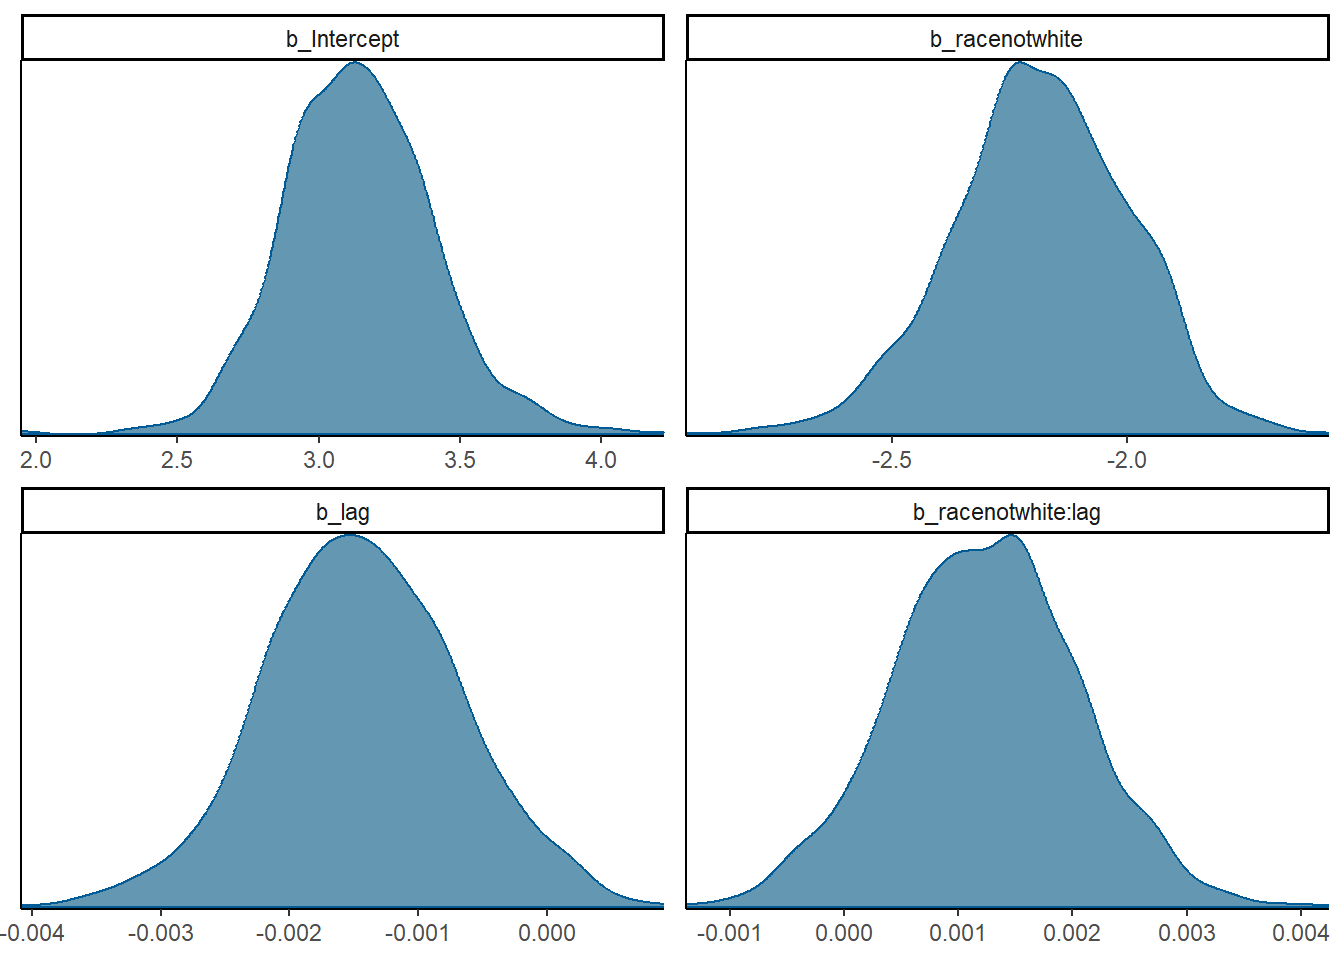 b_Intercept
b_racenotwhite
2.0 2.5 3.0 3.5 4.0
-2.5 -2.0
b_lag
b_racenotwhite:lag
-0.004 -0.003 -0.002 -0.001 0.000
-0.001 0.000 0.001 0.002 0.003 0.004